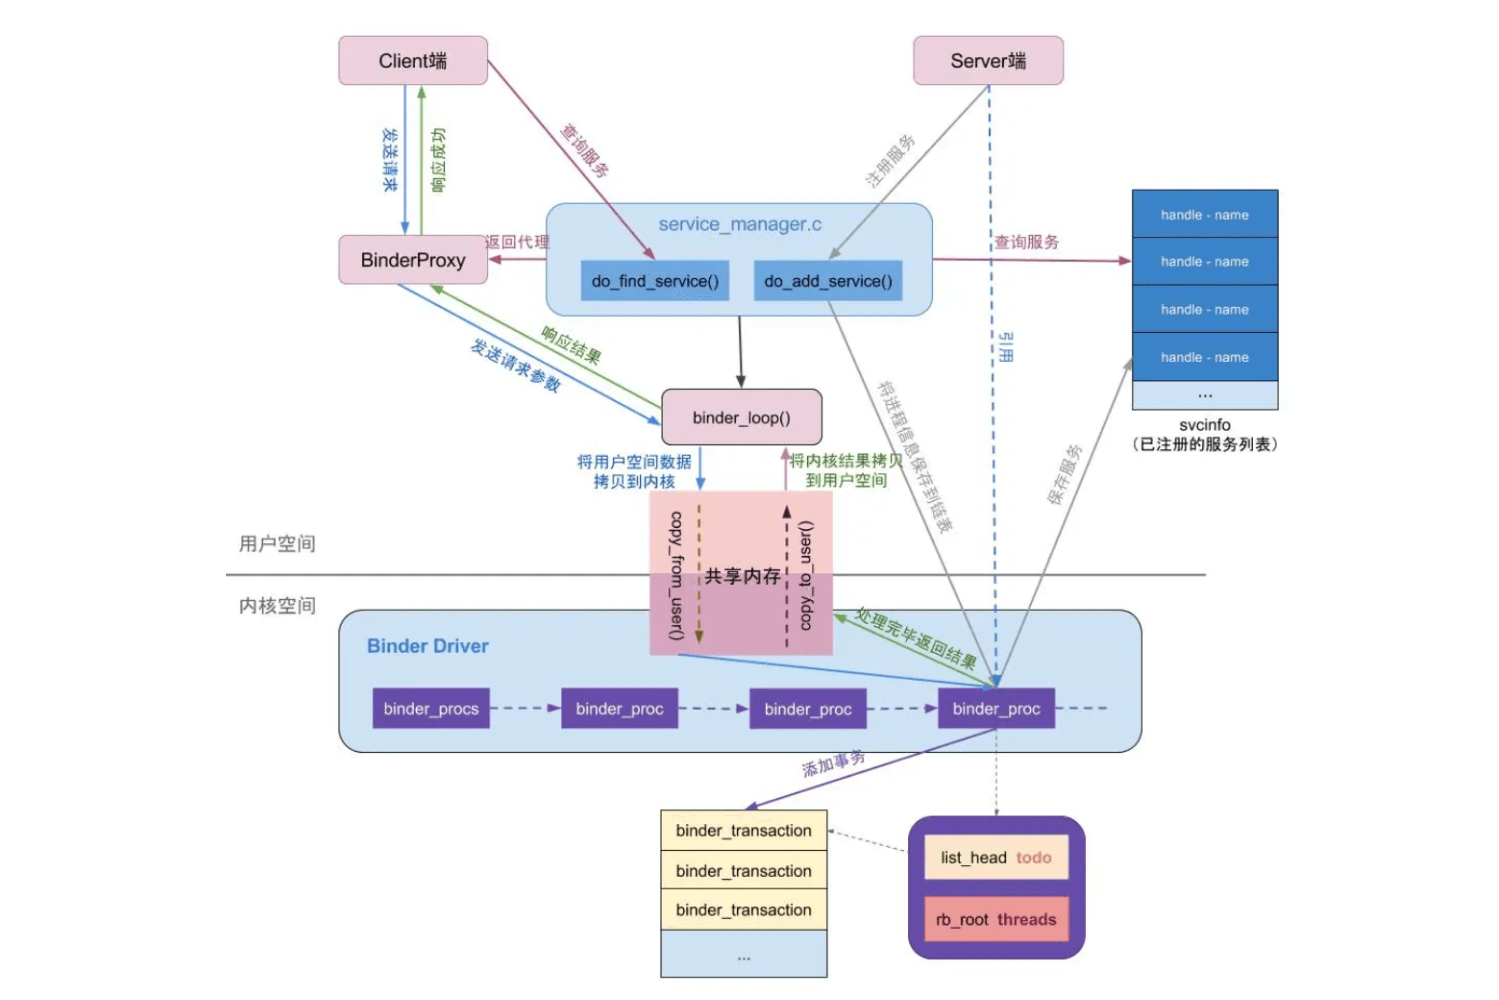 Client端
Server端
发送请求
响应成功
查询服务
注册服务
service_manager.c
do_find_service()
do_add_service()
返回代理
BinderProxy
查询服务
handle - name
handle - name
handle - name
handle - name
...
svcinfo
（已注册的服务列表）
引用
响应结果
发送请求参数
binder_loop()
将用户空间数据
拷贝到内核
将内核结果拷贝
到用户空间
将进程信息保存到链表
保存服务
copy_from_user()
共享内存
copy_to_user()
用户空间
内核空间
处理完毕返回结果
Binder Driver
binder_procs
binder_proc
binder_proc
binder_proc
添加事务
binder_transaction
binder_transaction
binder_transaction
...
list_head todo
rb_root threads